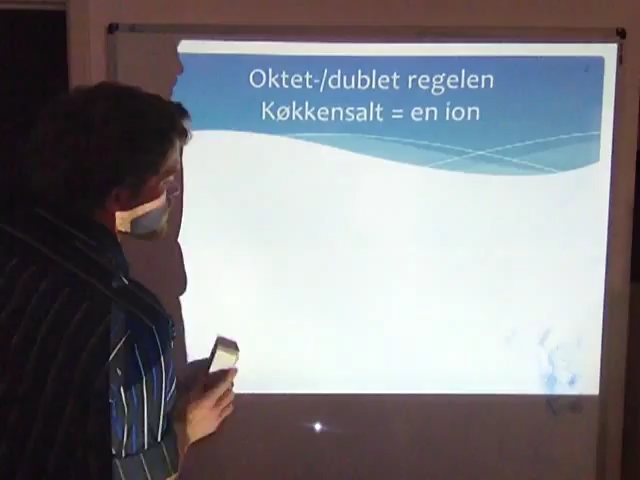 Oktet-/dublet regelen
Køkkensalt = en ion